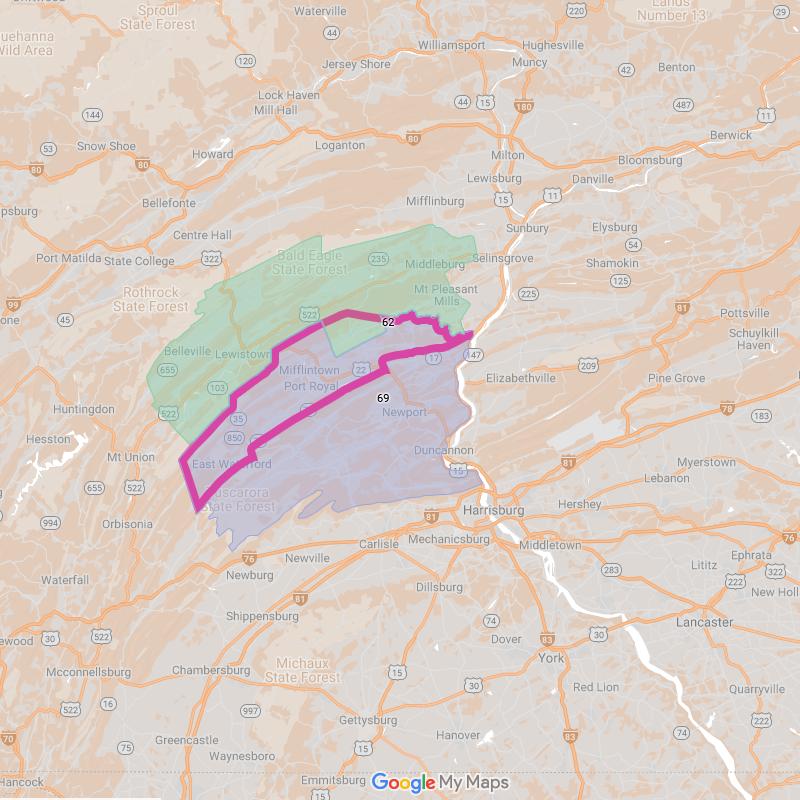 Sproul
State Forest
Waterville
220
Lands
Number 13
29
uehanna
Wild Area
44
Williamsport
Hughesville
120
Jersey Shore
Muncy
42
Benton
Lock Haven
Mill Hall
44
15
180
487
144
11
53
Snow Shoe
Loganton
80
Berwick
80
80
Howard
Milton
Bloomsburg
Lewisburg
Danville
15
11
Bellefonte
Mifflinburg
psburg
Centre Hall
Sunbury
Elysburg
54
Port Matilda
State College
322
Bald Eagle
State Forest
235
Middleburg
Selinsgrove
Shamokin
125
Rothrock
State Forest
Mt Pleasant
Mills
225
99
81
Pottsville
one
45
522
62
Schuylkill
Haven
Belleville
Lewistown
17
147
655
Mifflintown
22
209
103
Port Royal
Elizabethville
Pine Grove
69
78
Huntingdon
522
35
Newport
183
Hesston
850
Duncannon
Mt Union
East Waterford
15
81
Myerstown
655
522
Lebanon
Tuscarora
State Forest
Harrisburg
Hershey
994
Orbisonia
81
Mechanicsburg
Carlisle
Middletown
76
Ephrata
76
Newville
283
Lititz
322
Waterfall
Newburg
222
New Holl
Dillsburg
81
Shippensburg
74
Lancaster
ewood
30
522
Dover
83
30
York
Michaux
State Forest
Mcconnellsburg
Chambersburg
15
30
Red Lion
Quarryville
522
16
997
Gettysburg
222
70
75
Greencastle
Hanover
83
74
Waynesboro
15
Hancock
Emmitsburg
Google My Maps